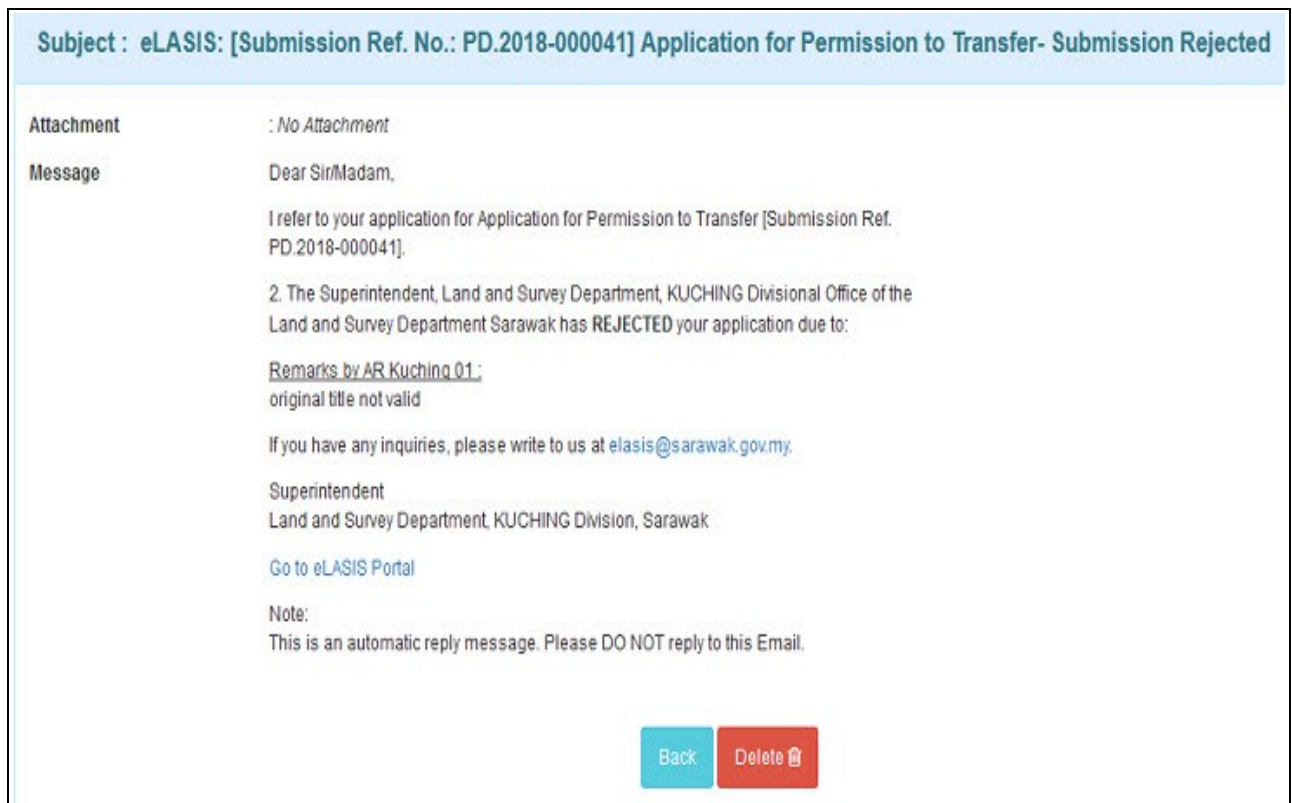 Subject : eLASIS: [Submission Ref. No.: PD.2018-000041] Application for Permission to Transfer- Submission Rejected
Attachment : No Attachment
Message Dear Sir/Madam,
I refer to your application for Application for Permission to Transfer [Submission Ref.
PD.2018-000041].
2. The Superintendent, Land and Survey Department, KUCHING Divisional Office of the
Land and Survey Department Sarawak has REJECTED your application due to:
Remarks by AR Kuching 01 :
original title not valid
If you have any inquiries, please write to us at elasis@sarawak.gov.my.
Superintendent
Land and Survey Department, KUCHING Division, Sarawak
Go to eLASIS Portal
Note:
This is an automatic reply message. Please DO NOT reply to this Email.
Back Delete